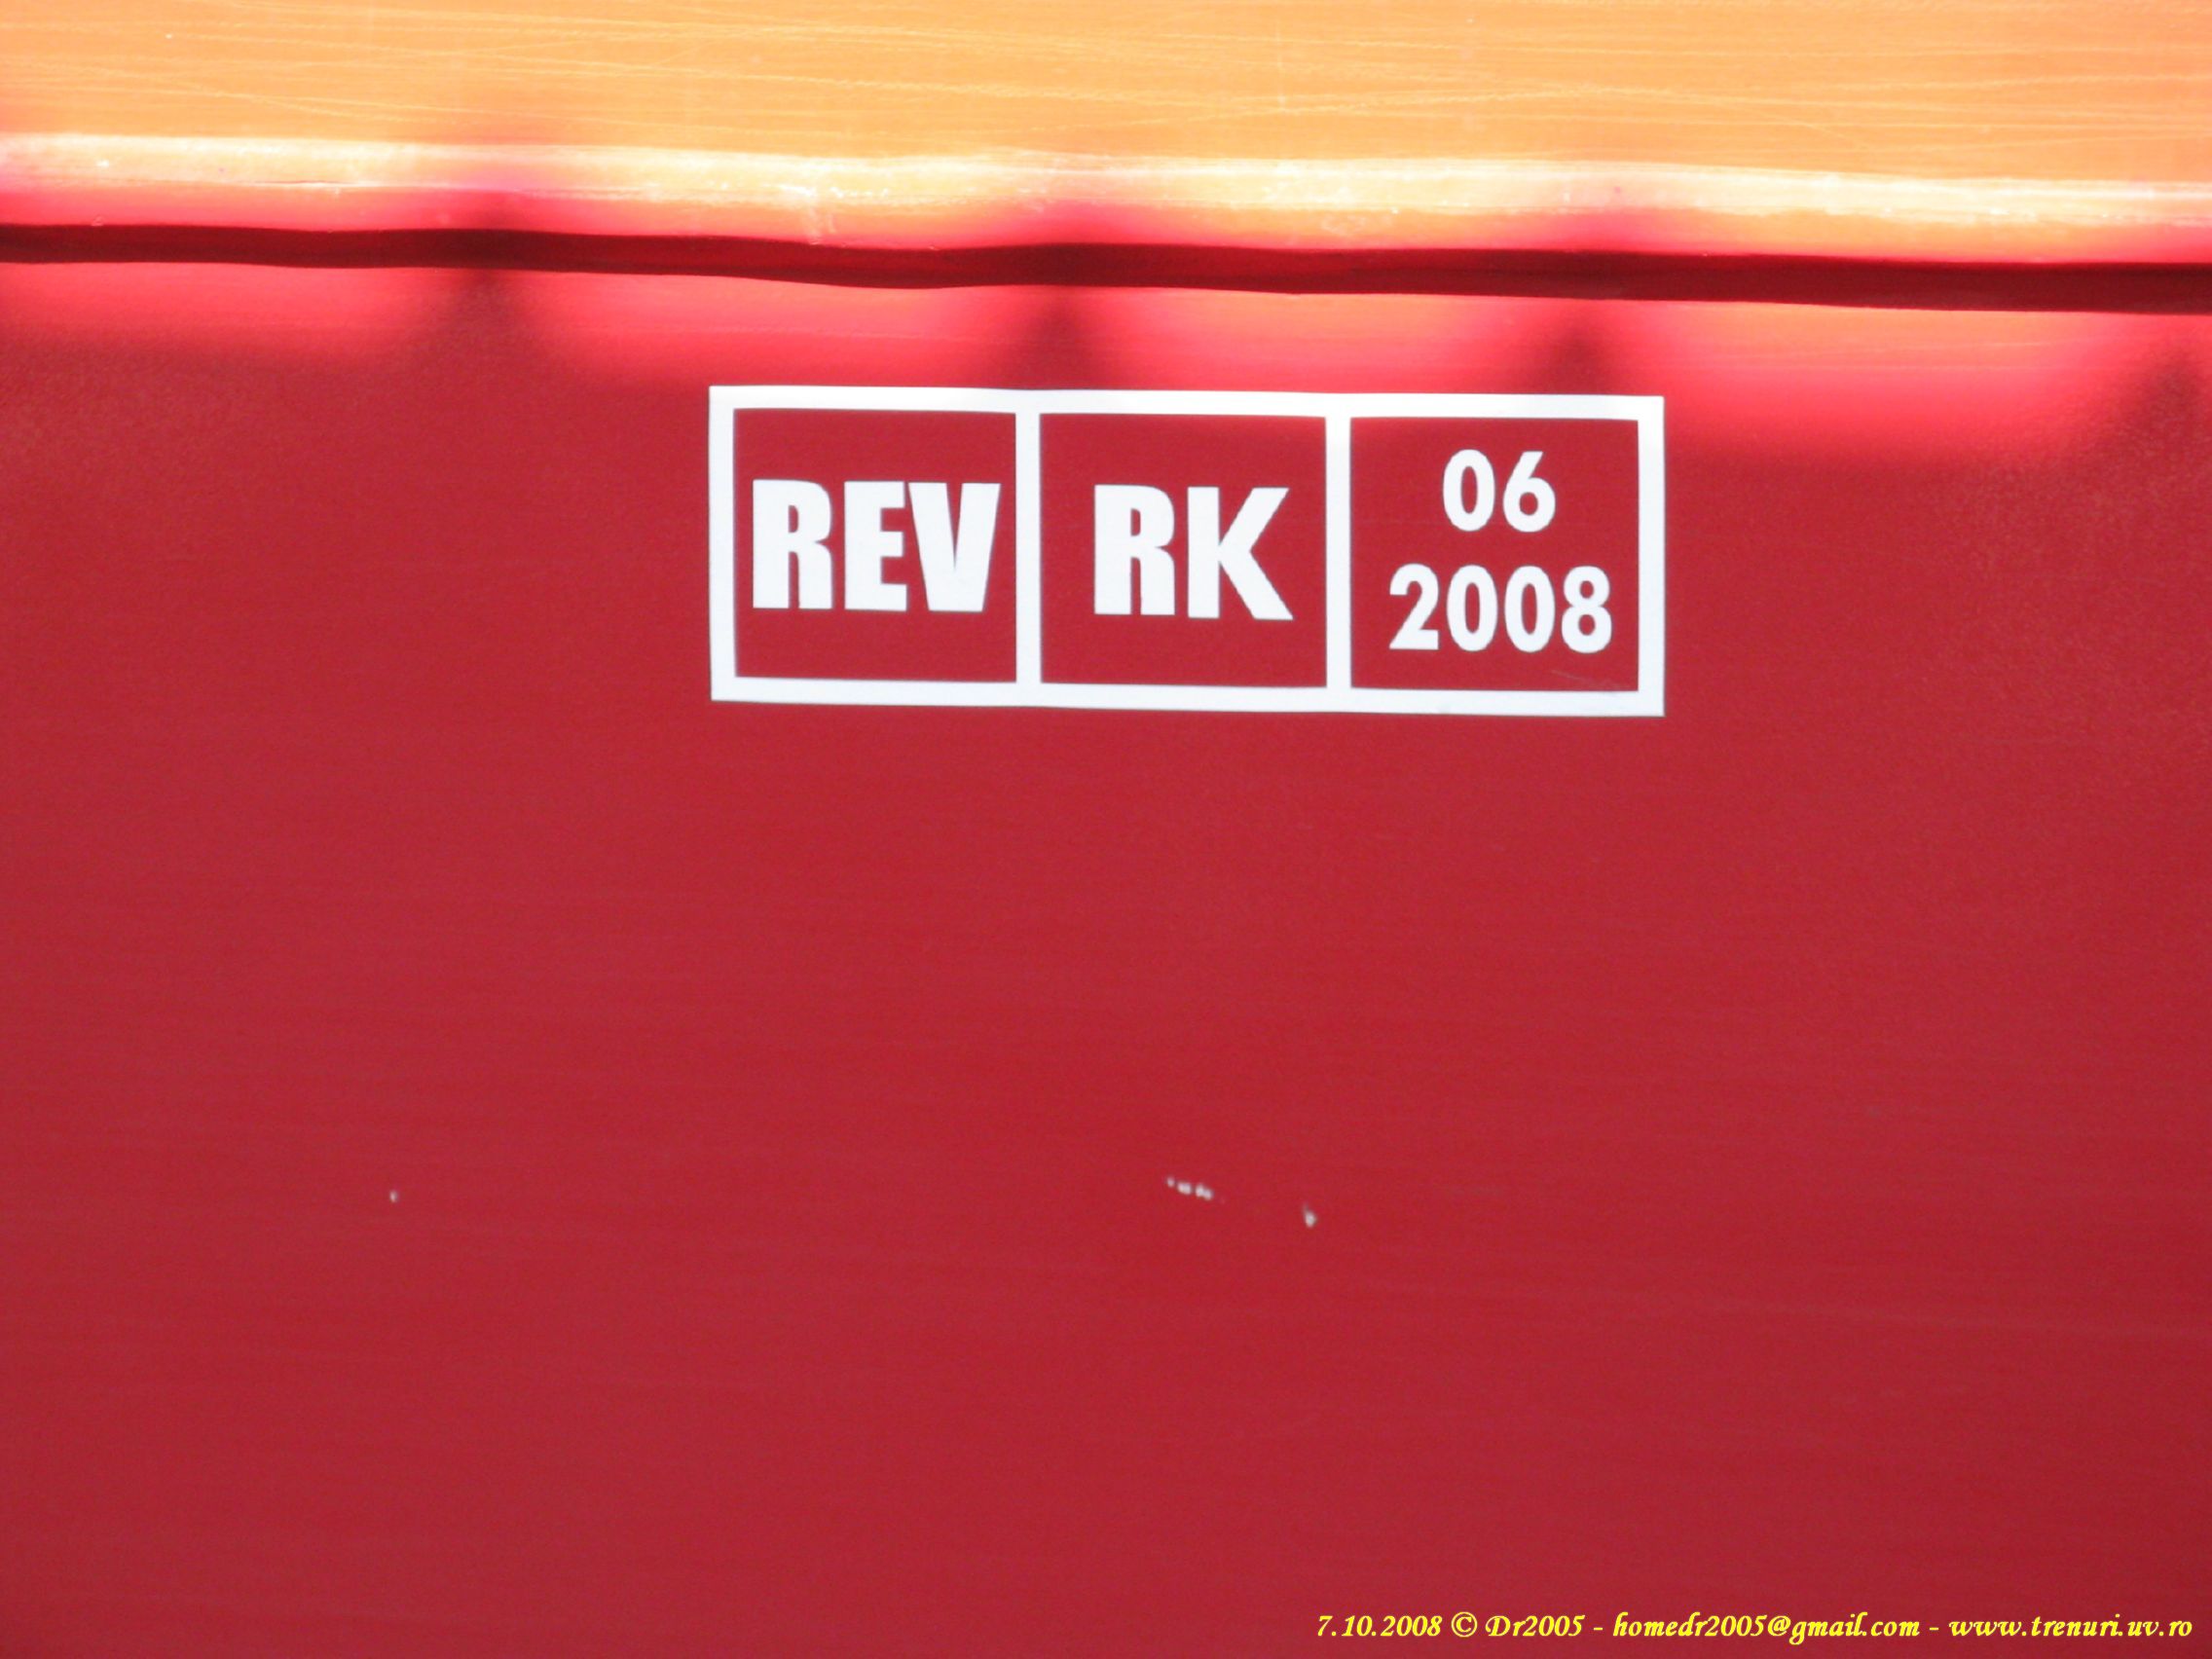 REV RK 06
2008
7.10.2008 © Dr2005 - homedr2005@gmail.com - www.trenuri.uv.ro